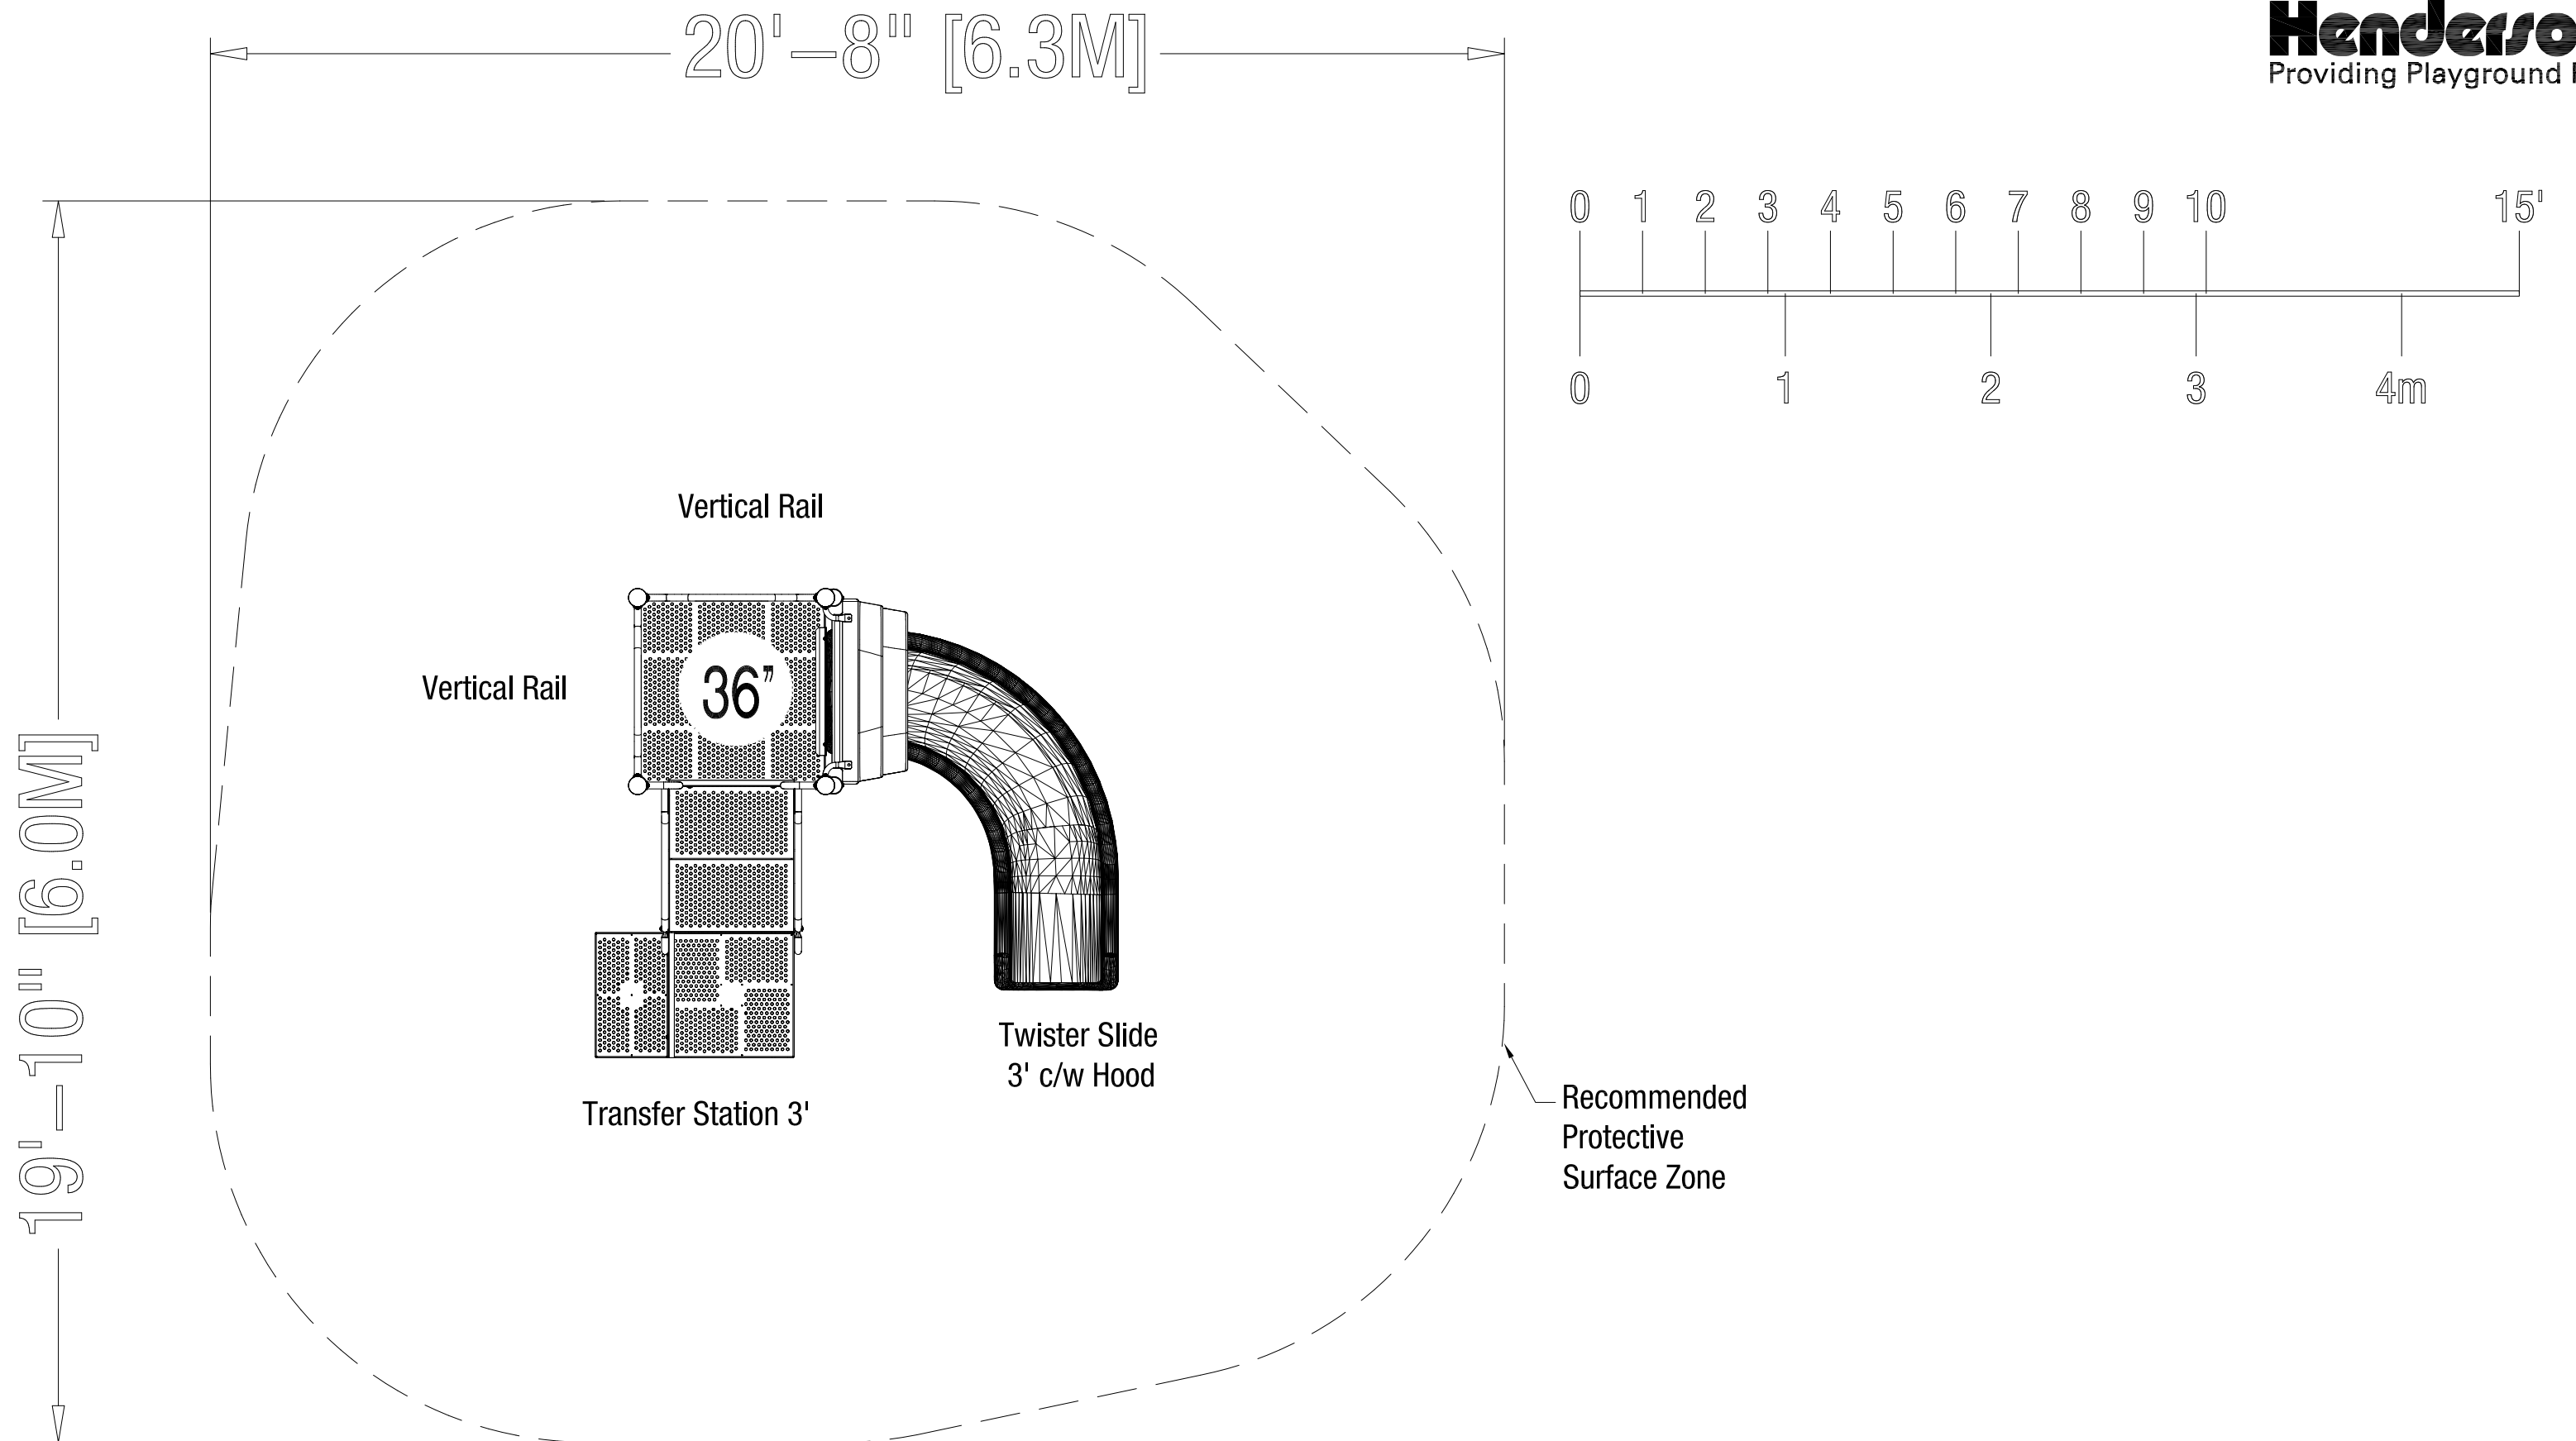 20'–8" [6.3M]
Providing Playground
0 1 2 3 4 5 6 7 8 9 10 15'
0 1 2 3 4m
Vertical Rail
Vertical Rail
36”
19'–10" [6.0M]
Twister Slide
3' c/w Hood
Transfer Station 3'
Recommended
Protective
Surface Zone